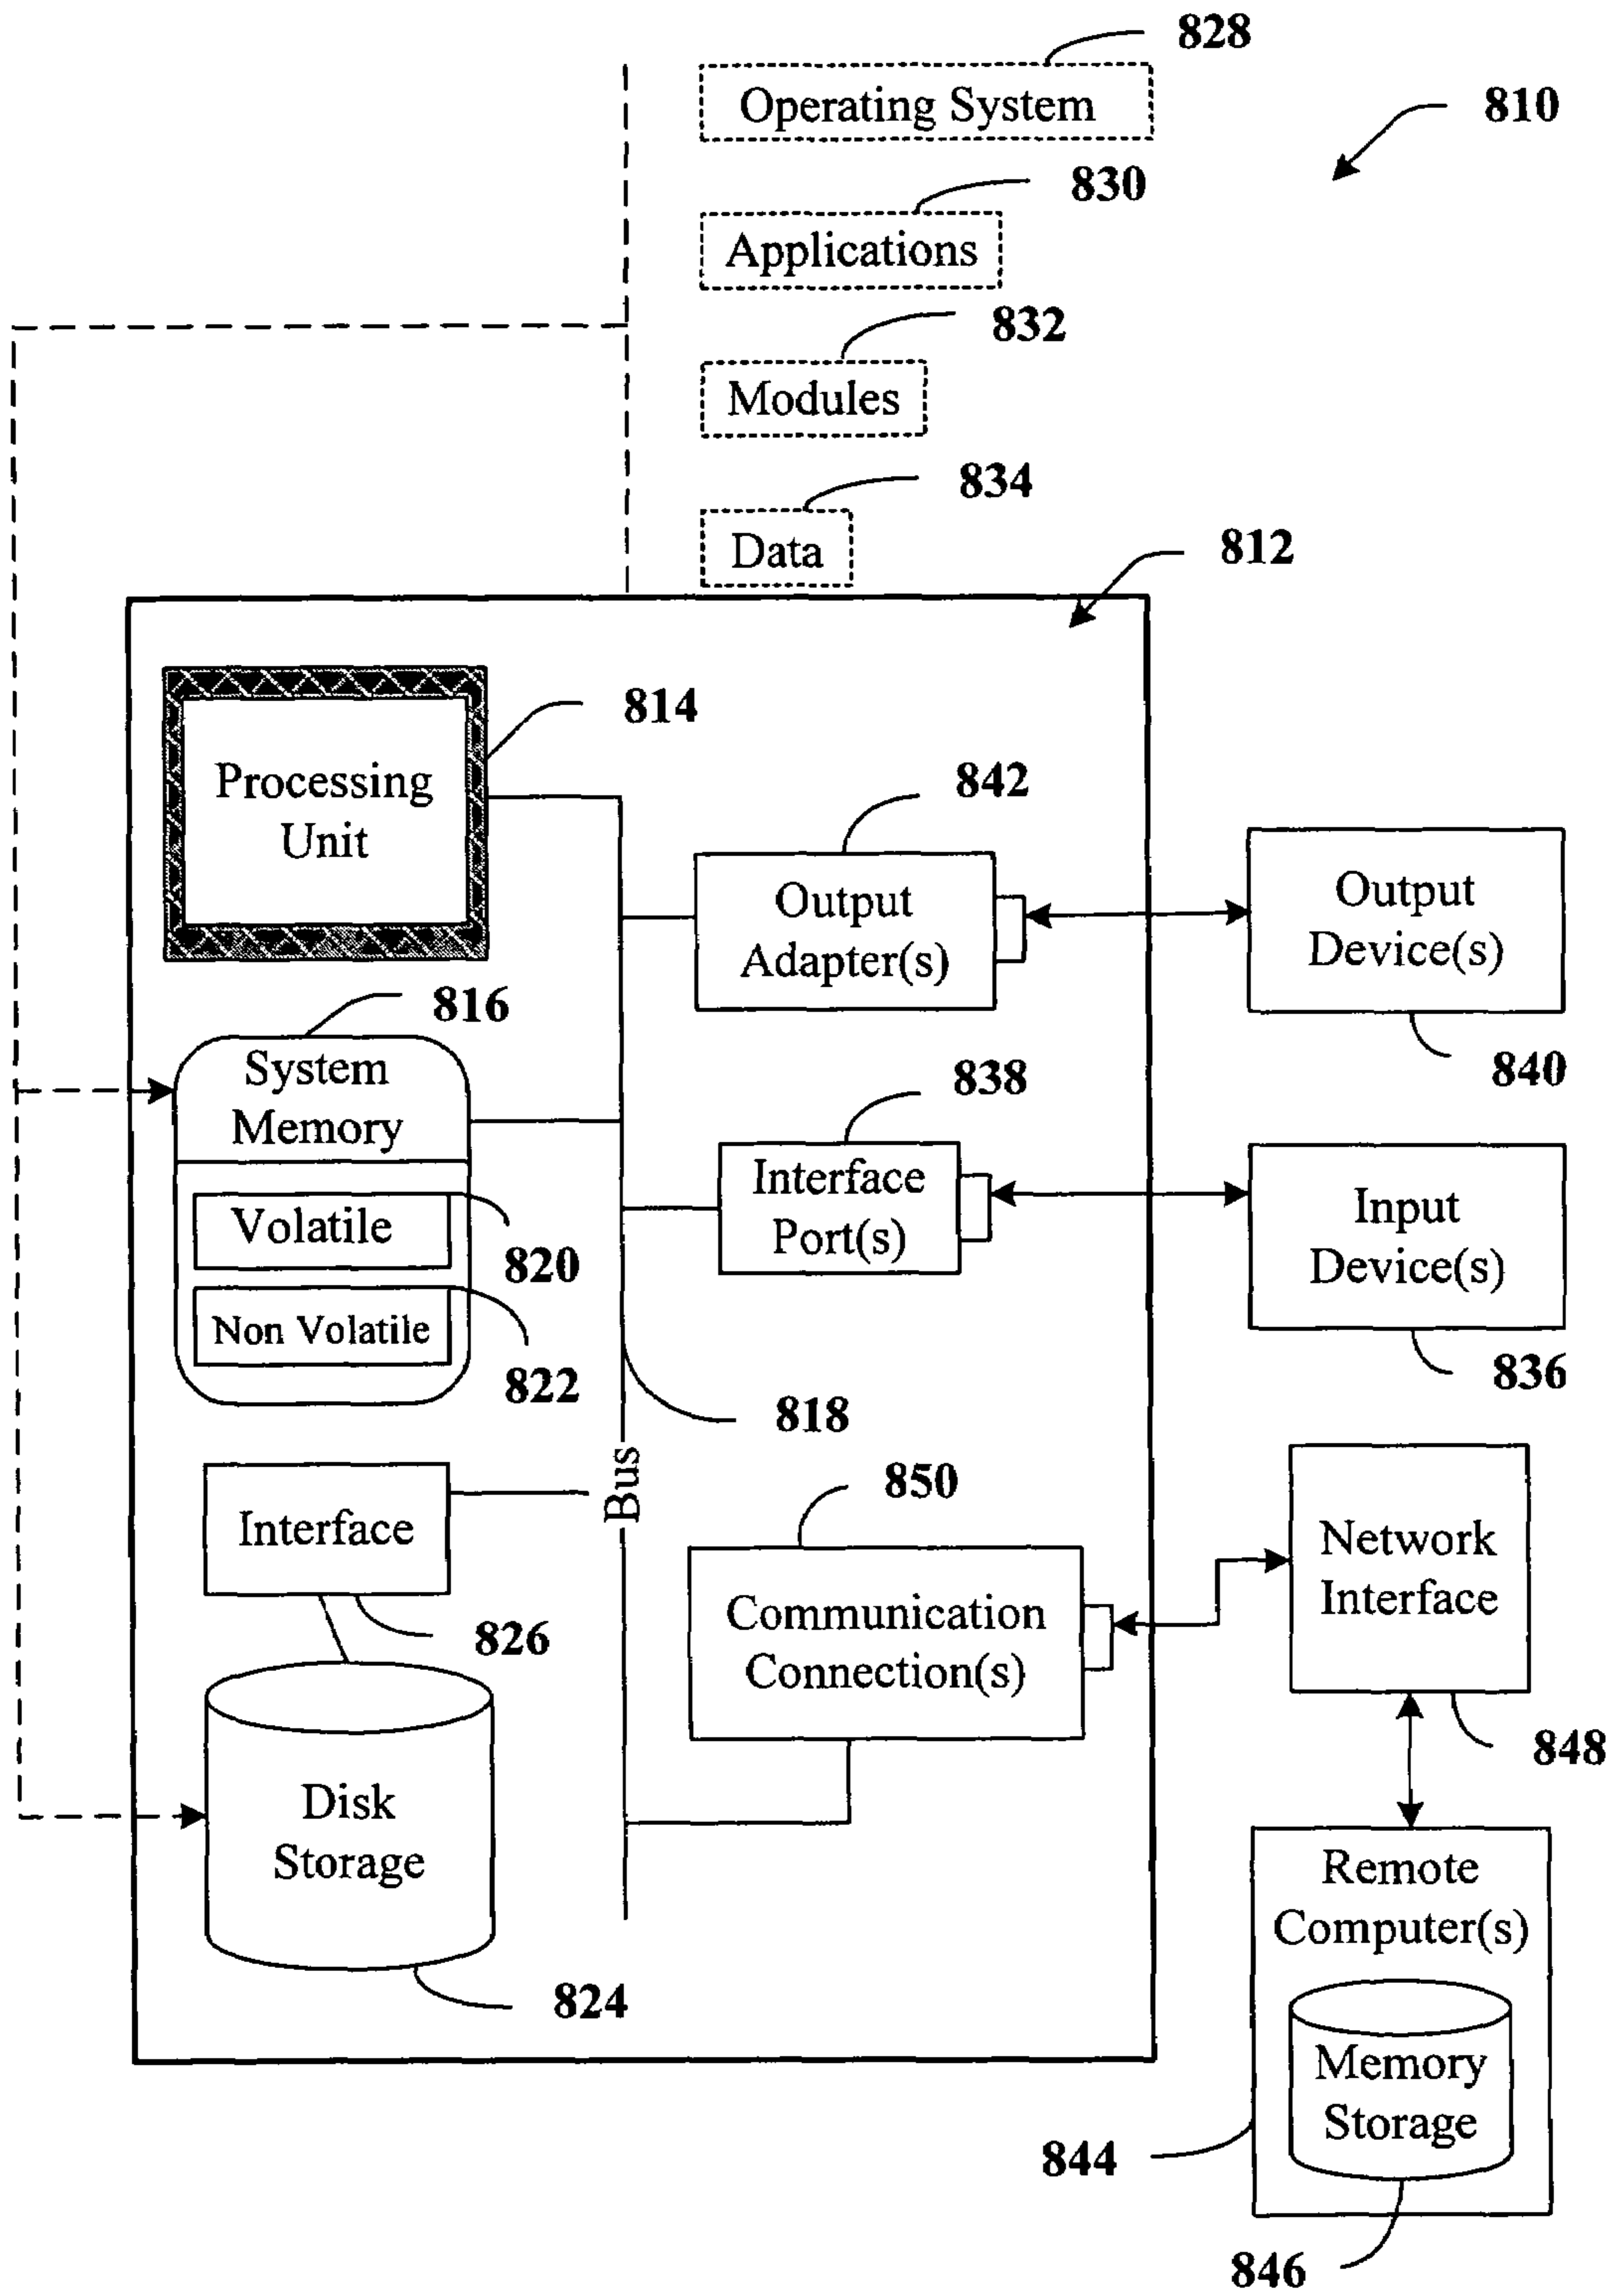 828
Operating System
810
830
Applications
832
Modules
834
Data
812
814
Processing
Unit
842
Output
Adapter(s)
Output
Device(s)
840
816
System
Memory
838
Interface
Port(s)
Input
Device(s)
836
Volatile
820
Non Volatile
822
818
Bus
850
Interface
826
Communication
Connection(s)
Network
Interface
848
Disk
Storage
824
Remote
Computer(s)
Memory
Storage
844
846